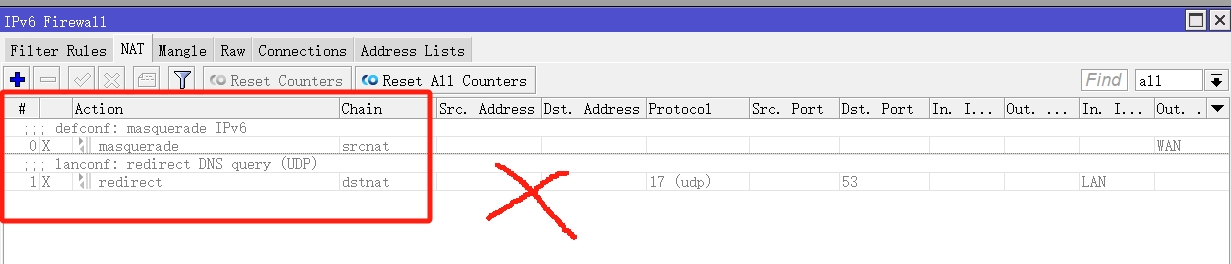 IPv6 Firewall
Filter Rules NAT Mangle Raw Connections Address Lists
Reset Counters Reset All Counters Find all
# Action Chain Src. Address Dst. Address Protocol Src. Port Dst. Port In. I... Out. ... In. I... Out. .
;;; defconf: masquerade IPv6
0 X masquerade srcnat WAN
;;; lanconf: redirect DNS query (UDP)
1 X redirect dstnat 17 (udp) 53 LAN